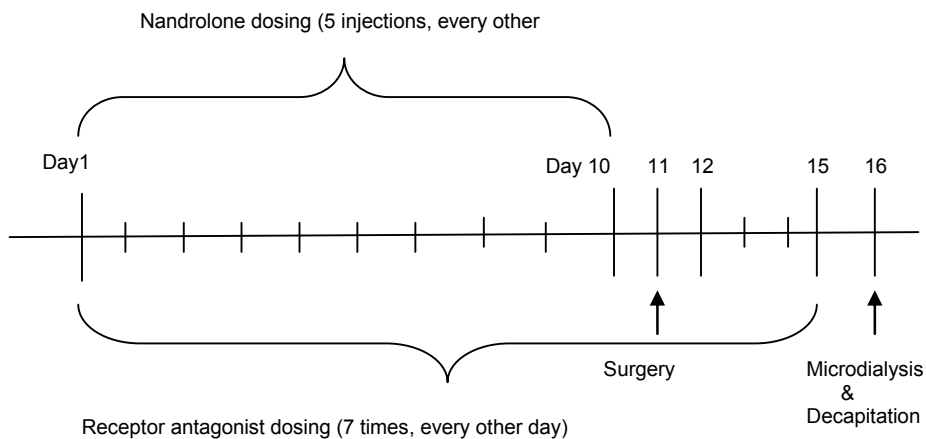 Nandrolone dosing (5 injections, every other
Day1
Day 10
11
12
15
16
Surgery
Microdialysis
&
Decapitation
Receptor antagonist dosing (7 times, every other day)